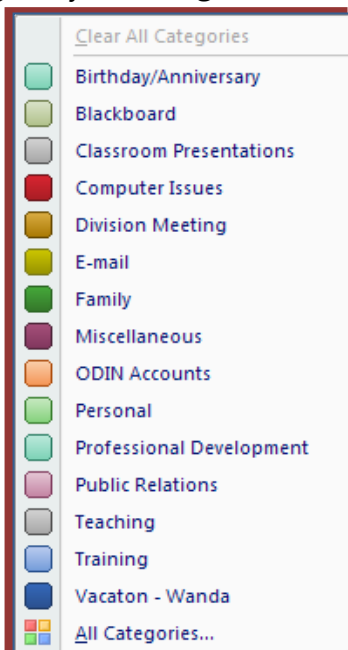 Clear All Categories
Birthday/Anniversary
Blackboard
Classroom Presentations
Computer Issues
Division Meeting
E-mail
Family
Miscellaneous
ODIN Accounts
Personal
Professional Development
Public Relations
Teaching
Training
Vacaton - Wanda
All Categories...